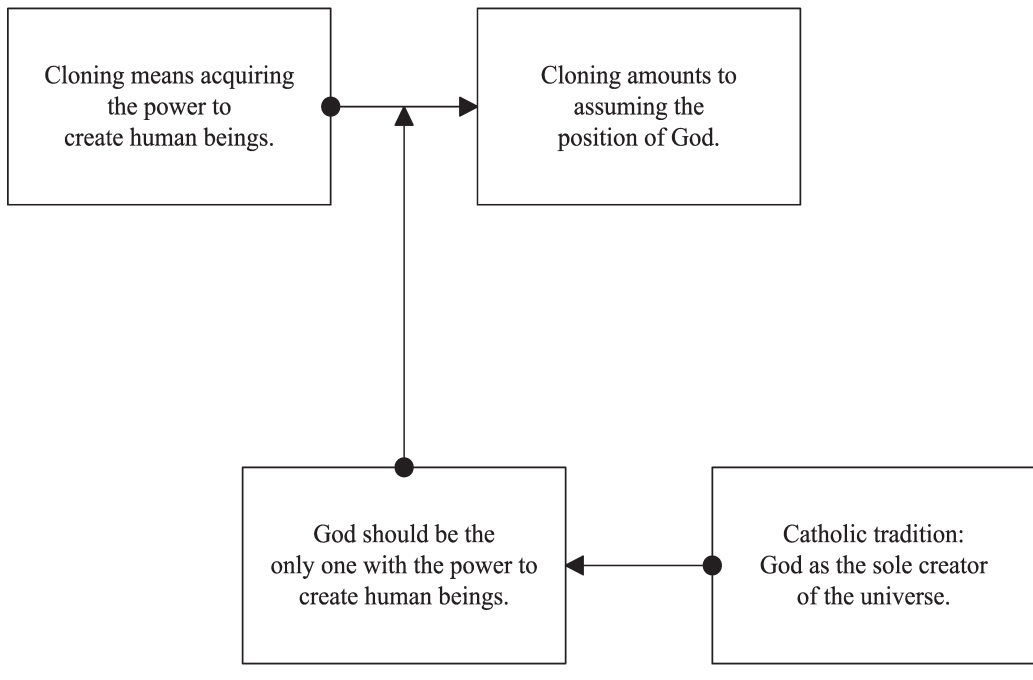 Cloning means acquiring
the power to
create human beings.
Cloning amounts to
assuming the
position of God.
God should be the
only one with the power to
create human beings.
Catholic tradition:
God as the sole creator
of the universe.